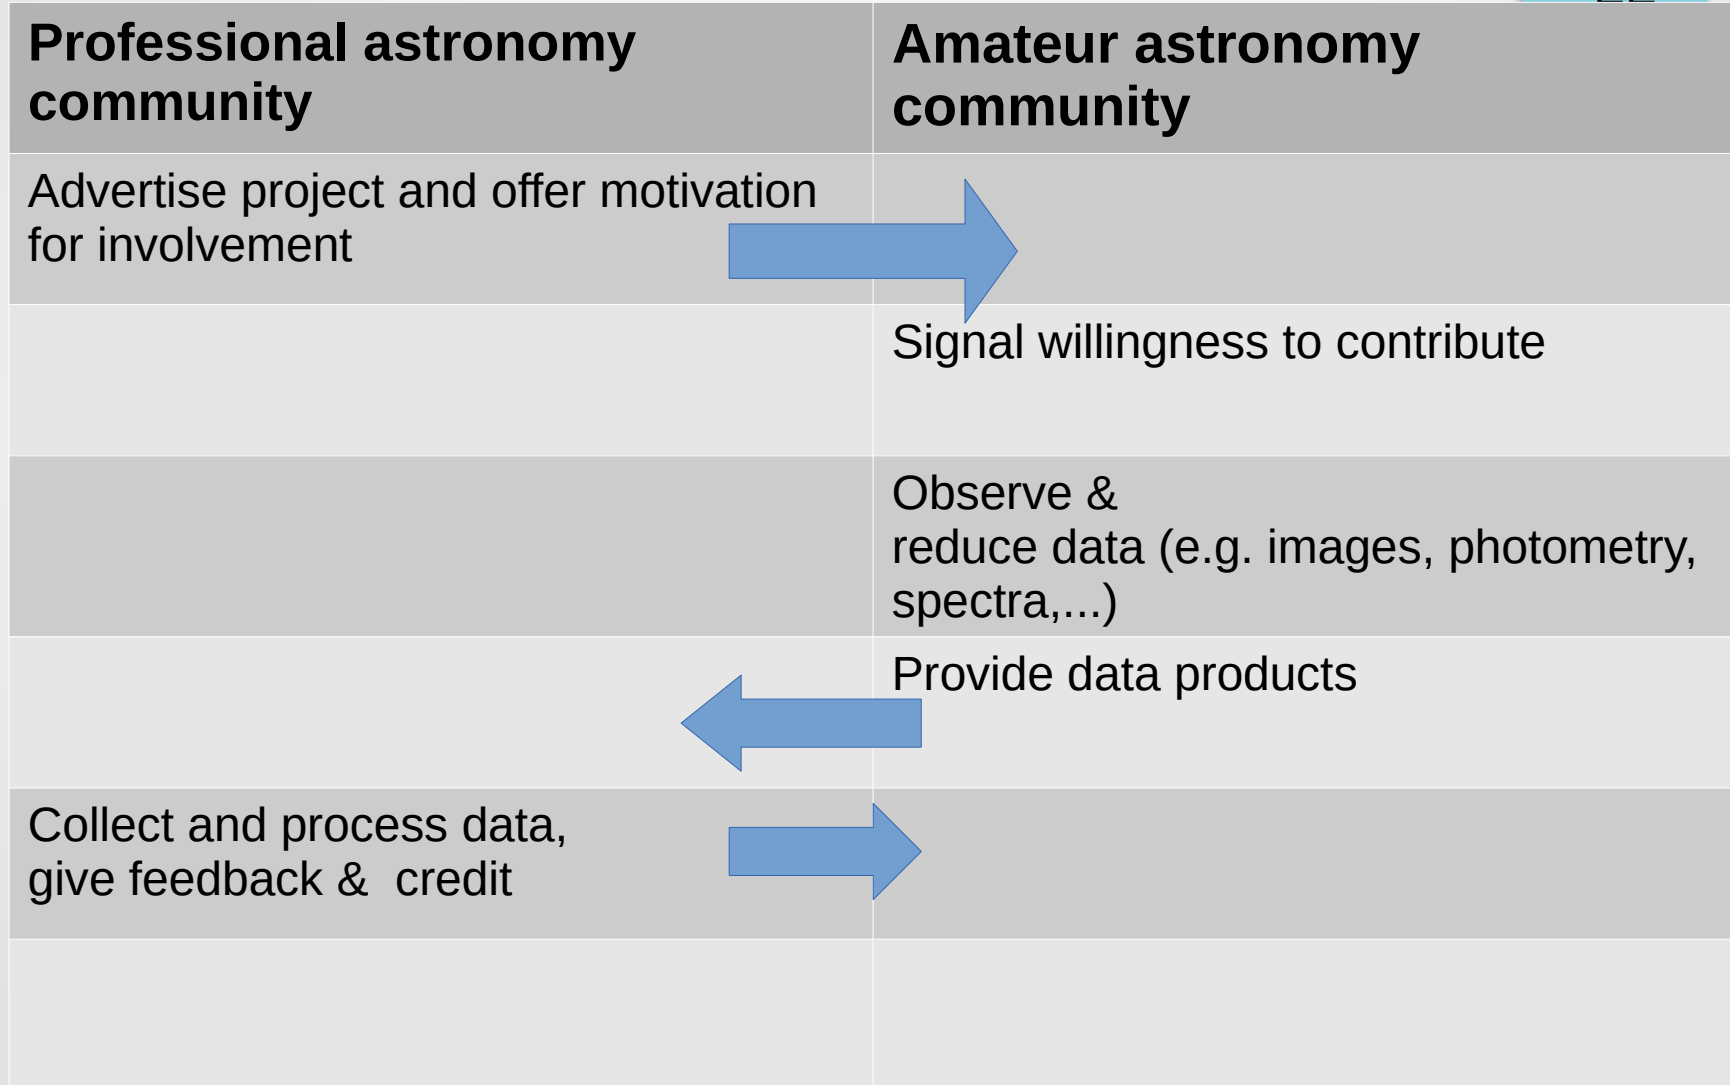 Professional astronomy
community
Amateur astronomy
community
Advertise project and offer motivation
for involvement
Signal willingness to contribute
Observe &
reduce data (e.g. images, photometry,
spectra,...)
Provide data products
Collect and process data,
give feedback &  credit